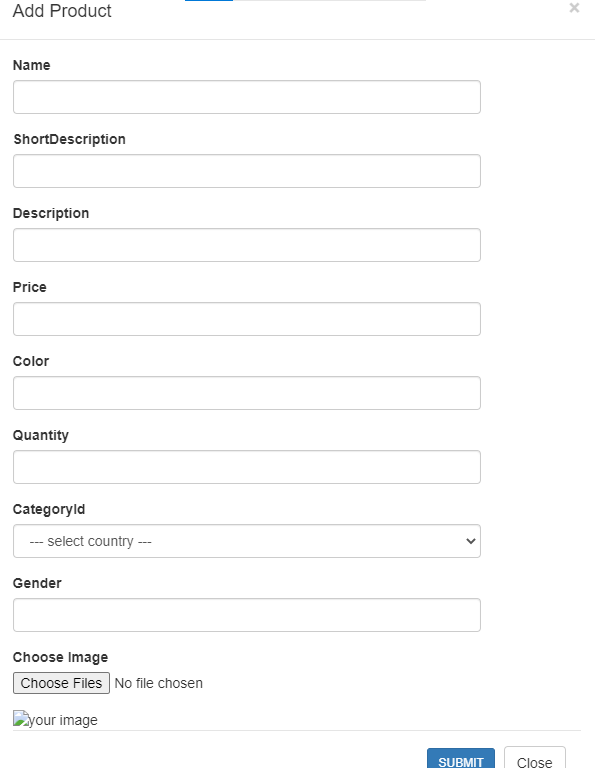 Add Product
×
Name
ShortDescription
Description
Price
Color
Quantity
CategoryId
--- select country ---
Gender
Choose Image
Choose Files No file chosen
your image
SUBMIT Close